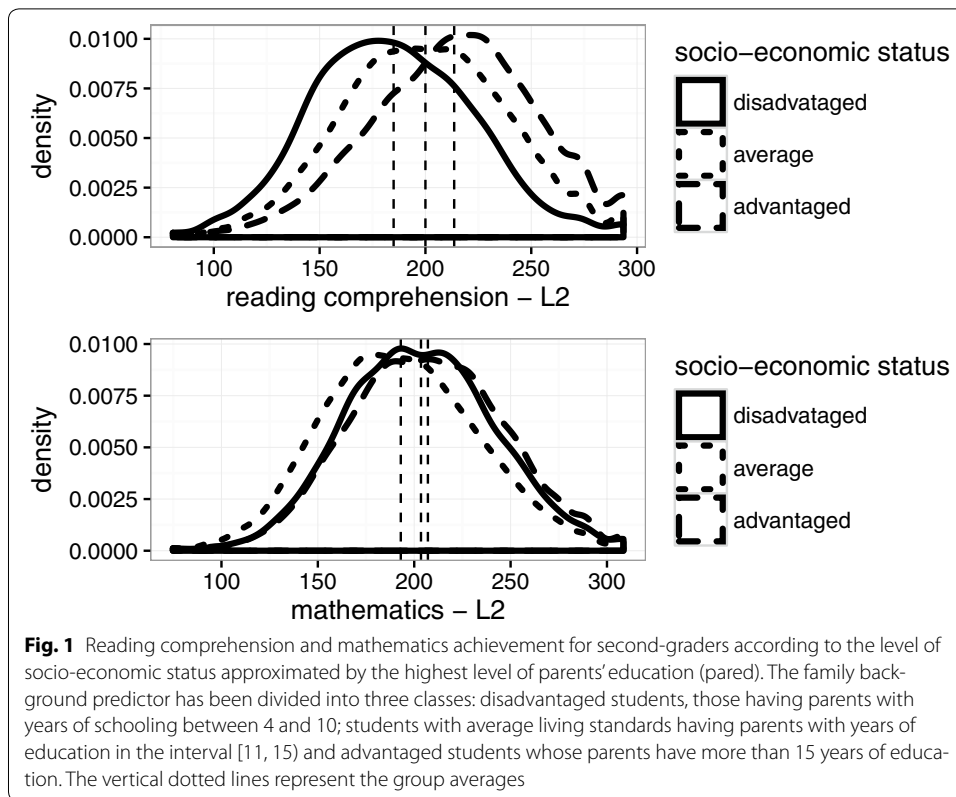 0.0100
0.0075
0.0050
0.0025
0.0000
density
100 150 200 250 300
reading comprehension – L2
socio−economic status
disadvataged
average
advantaged
0.0100
0.0075
0.0050
0.0025
0.0000
density
100 150 200 250 300
mathematics – L2
socio−economic status
disadvataged
average
advantaged
Fig. 1 Reading comprehension and mathematics achievement for second-graders according to the level of
socio-economic status approximated by the highest level of parents' education (pared). The family back-
ground predictor has been divided into three classes: disadvantaged students, those having parents with
years of schooling between 4 and 10; students with average living standards having parents with years of
education in the interval [11, 15) and advantaged students whose parents have more than 15 years of educa-
tion. The vertical dotted lines represent the group averages